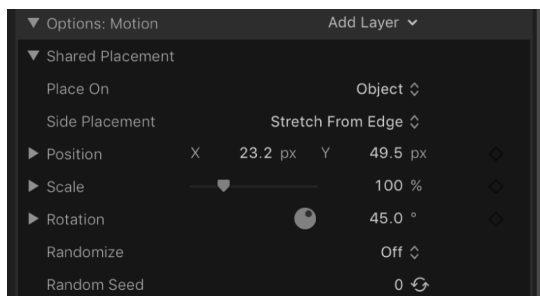 Options: Motion Add Layer
Shared Placement
Place On Object
Side Placement Stretch From Edge
Position X 23.2 px Y 49.5 px
Scale 100 %
Rotation 45.0 °
Randomize Off
Random Seed 0